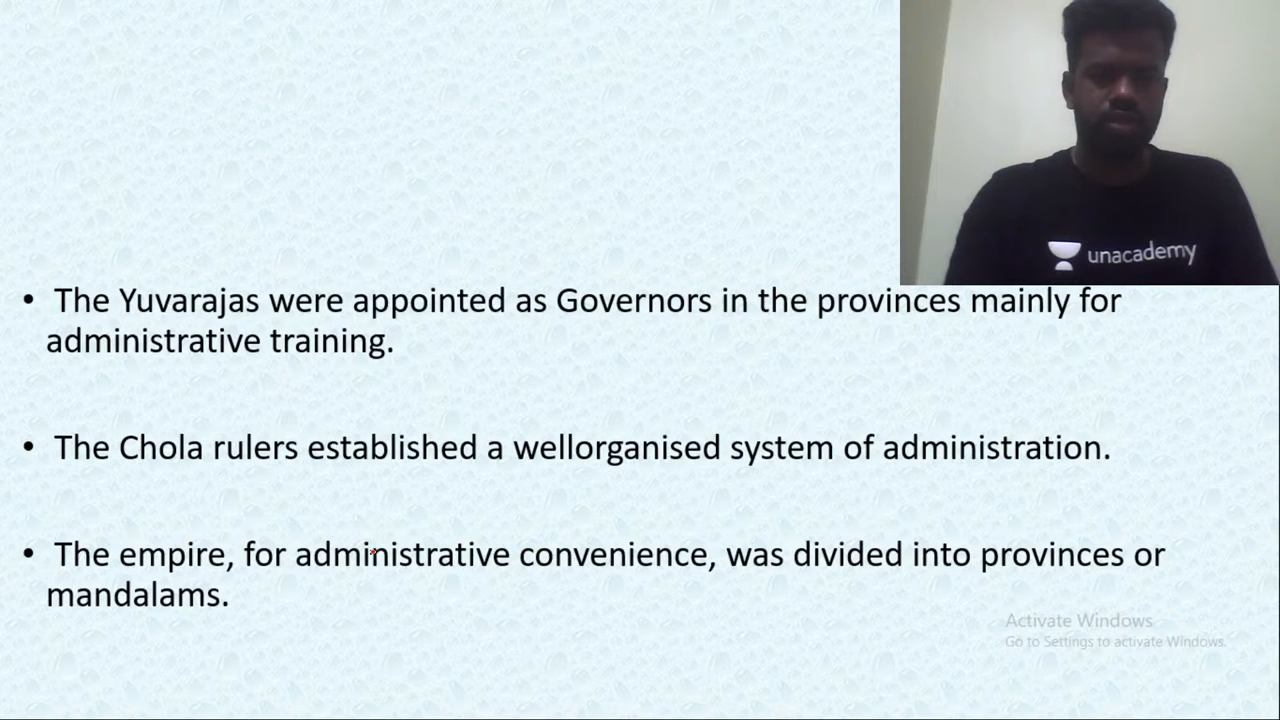 unacademy
• The Yuvarajas were appointed as Governors in the provinces mainly for
administrative training.
• The Chola rulers established a wellorganised system of administration.
• The empire, for administrative convenience, was divided into provinces or
mandalams.
Activate Windows
Go to Settings to activate Windows.